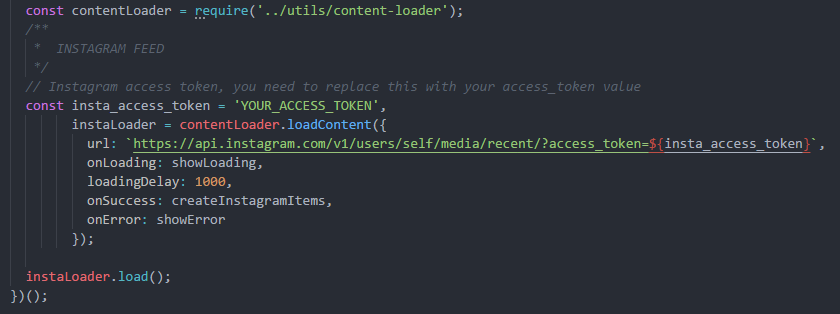 const contentLoader = require('../utils/content-loader');
/**
* INSTAGRAM FEED
*/
// Instagram access token, you need to replace this with your access_token value
const insta_access_token = 'YOUR_ACCESS_TOKEN',
instaLoader = contentLoader.loadContent({
url: `https://api.instagram.com/v1/users/self/media/recent/?access_token=${insta_access_token}`,
onLoading: showLoading,
loadingDelay: 1000,
onSuccess: createInstagramItems,
onError: showError
});
instaLoader.load();
})();